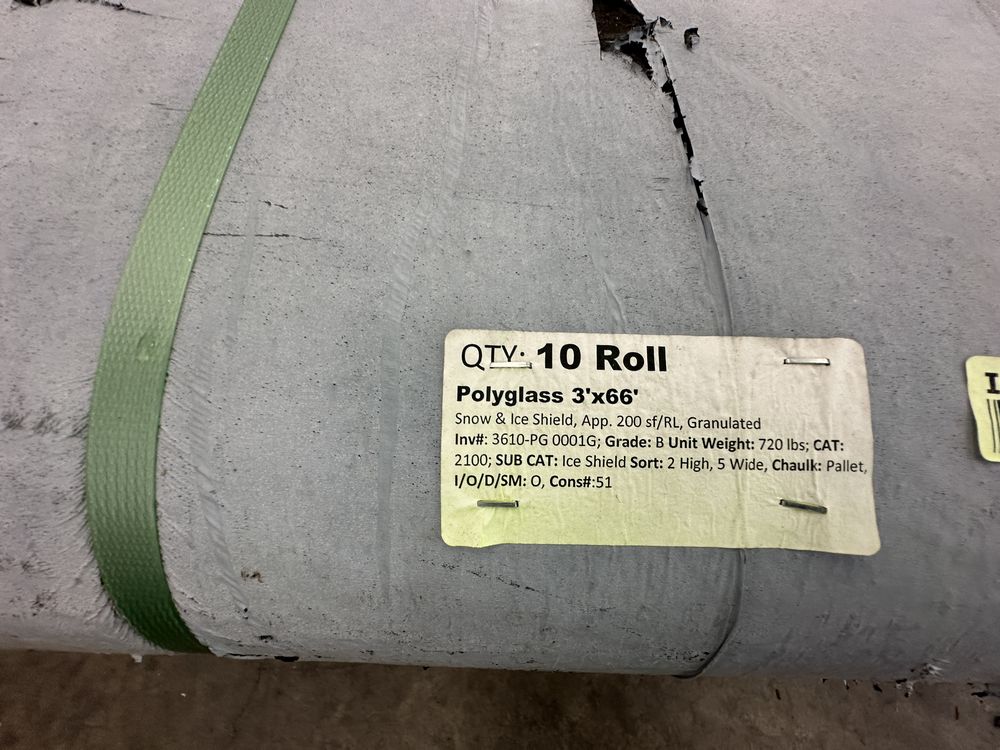 QTY: 10 Roll
Polyglass 3'x66'
Snow & Ice Shield, App. 200 sf/RL, Granulated
Inv#: 3610-PG 0001G; Grade: B Unit Weight: 720 lbs; CAT:
2100; SUB CAT: Ice Shield Sort: 2 High, 5 Wide, Chaulk: Pallet,
I/O/D/SM: O, Cons#:51